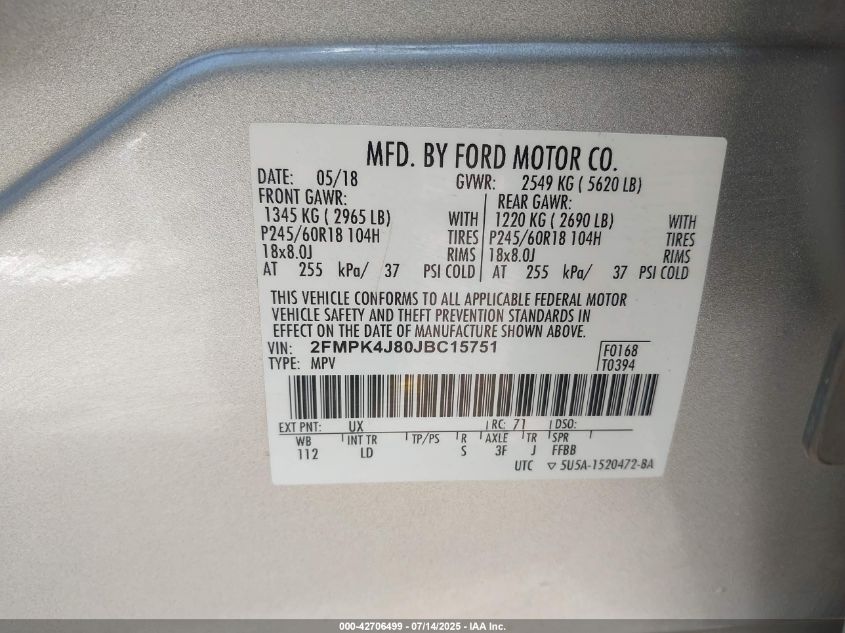 MFD. BY FORD MOTOR CO.
DATE: 05/18 GVWR: 2549 KG ( 5620 LB)
FRONT GAWR: REAR GAWR:
1345 KG ( 2965 LB) WITH 1220 KG ( 2690 LB) WITH
P245/60R18 104H TIRES P245/60R18 104H TIRES
18x8.0J RIMS 18x8.0J RIMS
AT 255 kPa/ 37 PSI COLD AT 255 kPa/ 37 PSI COLD
THIS VEHICLE CONFORMS TO ALL APPLICABLE FEDERAL MOTOR
VEHICLE SAFETY AND THEFT PREVENTION STANDARDS IN
EFFECT ON THE DATE OF MANUFACTURE SHOWN ABOVE.
VIN: 2FMPK4J80JBC15751 F0168
TYPE: MPV T0394
EXT PNT: UX RC: 71 DSO:
WB INT TR TP/PS R AXLE TR SPR
112 LD S 3F J FFBB
UTC ▽ 5U5A-1520472-BA
000-42706499 - 07/14/2025 - IAA Inc.